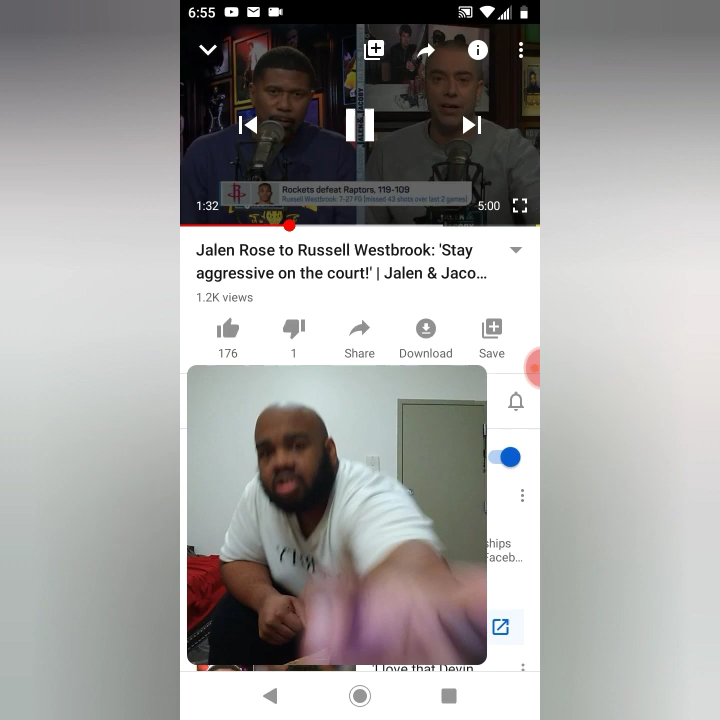 6:55
JALEN & JACOBY
Rockets defeat Raptors, 119-109
Russell Westbrook: 7-27 FG (missed 43 shots over last 2 games)
1:32
5:00
Jalen Rose to Russell Westbrook: 'Stay
aggressive on the court!' | Jalen & Jaco...
1.2K views
176
1
Share
Download
Save
ships
Faceb...
'I love that Devin